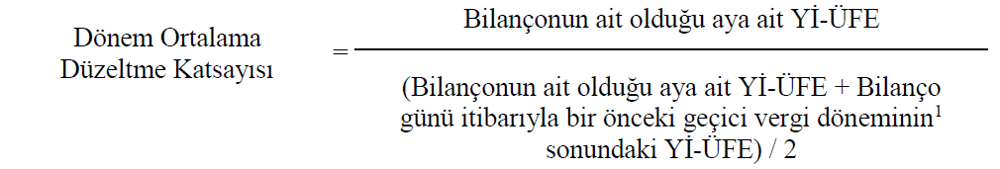 Bilançonun ait olduğu aya ait Yİ-ÜFE
Dönem Ortalama
Düzeltme Katsayısı
=
(Bilançonun ait olduğu aya ait Yİ-ÜFE + Bilanço
günü itibarıyla bir önceki geçici vergi döneminin¹
sonundaki Yİ-ÜFE) / 2